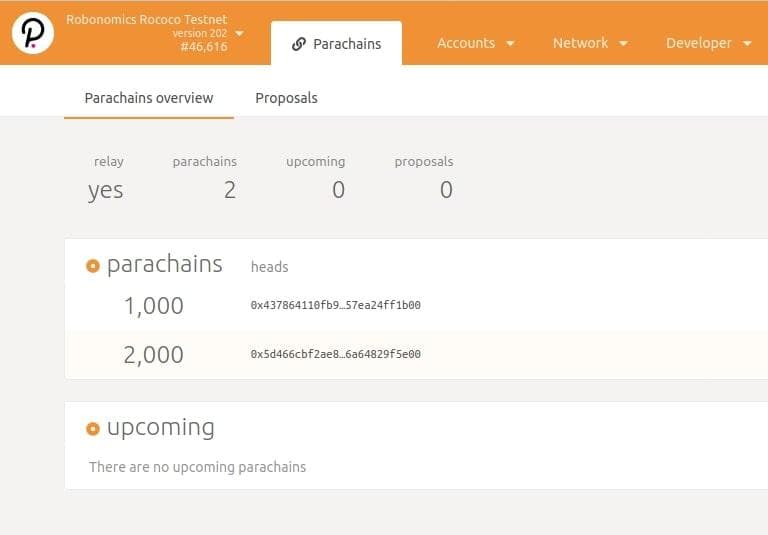 Robonomics Rococo Testnet
version 202
#46,616
Parachains
Accounts
Network
Developer
Parachains overview
Proposals
relay
parachains
upcoming
proposals
yes
2
0
0
parachains
heads
1,000
0x437864110fb9…57ea24ff1b00
2,000
0x5d466cbf2ae8…6a64829f5e00
upcoming
There are no upcoming parachains